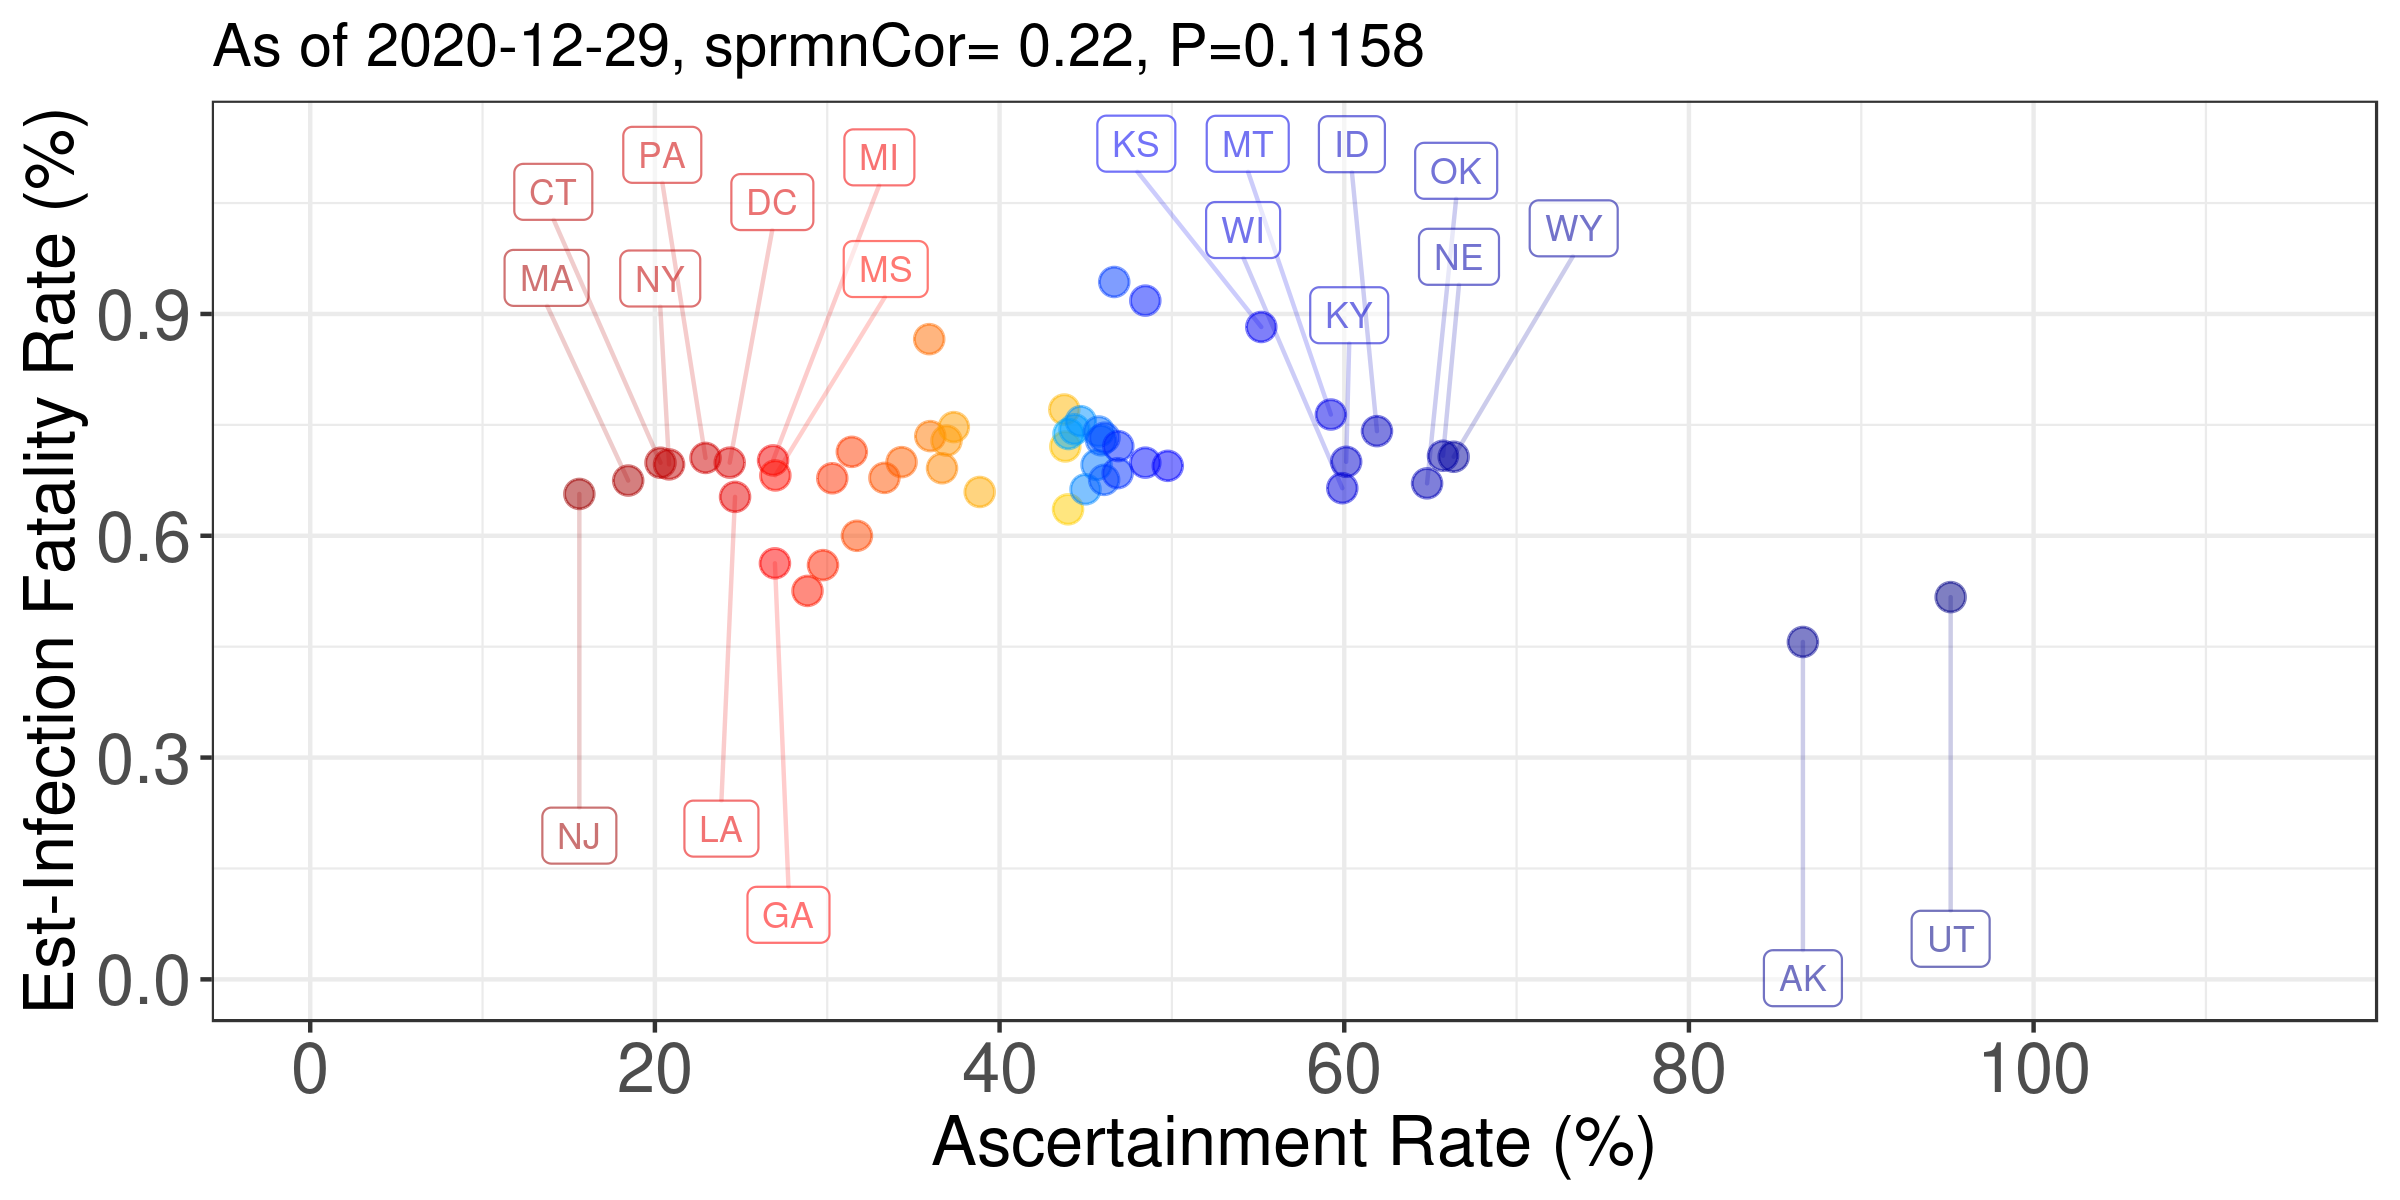 As of 2020-12-29, sprmnCor= 0.22, P=0.1158
Est-Infection Fatality Rate (%)
0.9
0.6
0.3
0.0
PA
MI
KS
MT
ID
OK
CT
DC
WI
WY
MA
NY
MS
NE
KY
NJ
LA
GA
UT
AK
0
20
40
60
80
100
Ascertainment Rate (%)